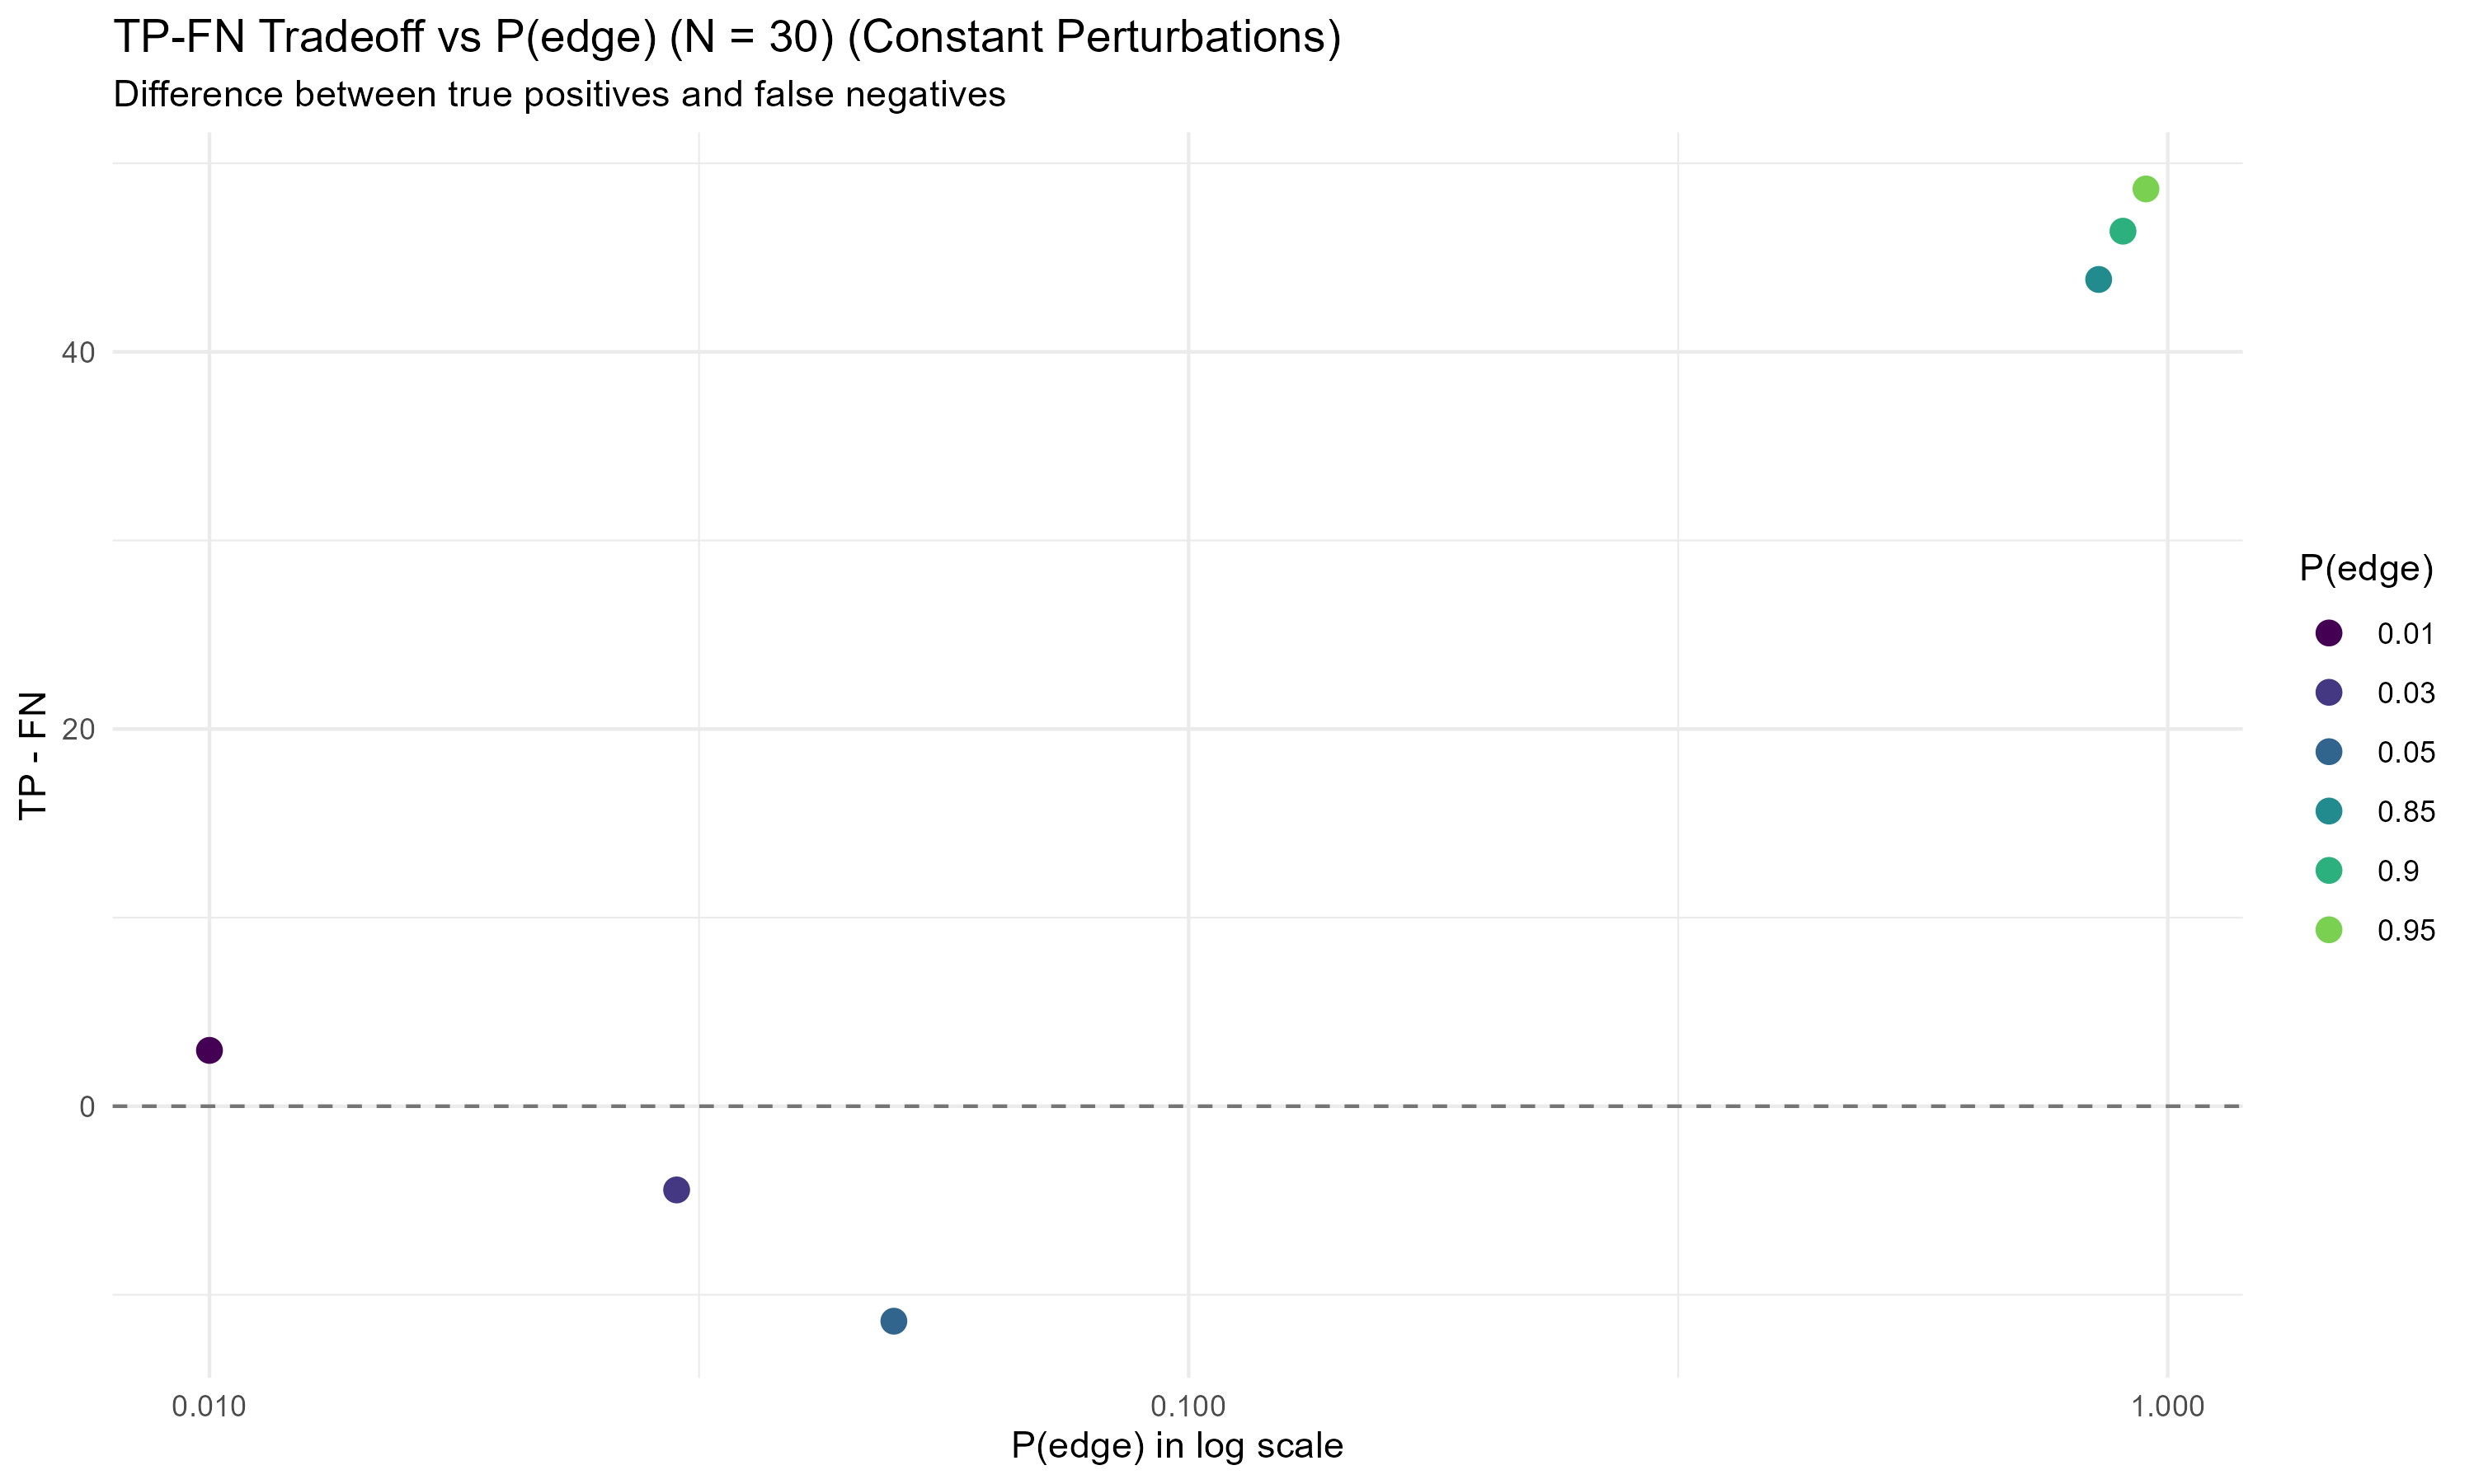 TP-FN Tradeoff vs P(edge) (N = 30) (Constant Perturbations)
Difference between true positives and false negatives
TP - FN
40
20
0
0.010
0.100
1.000
P(edge) in log scale
P(edge)
0.01
0.03
0.05
0.85
0.9
0.95